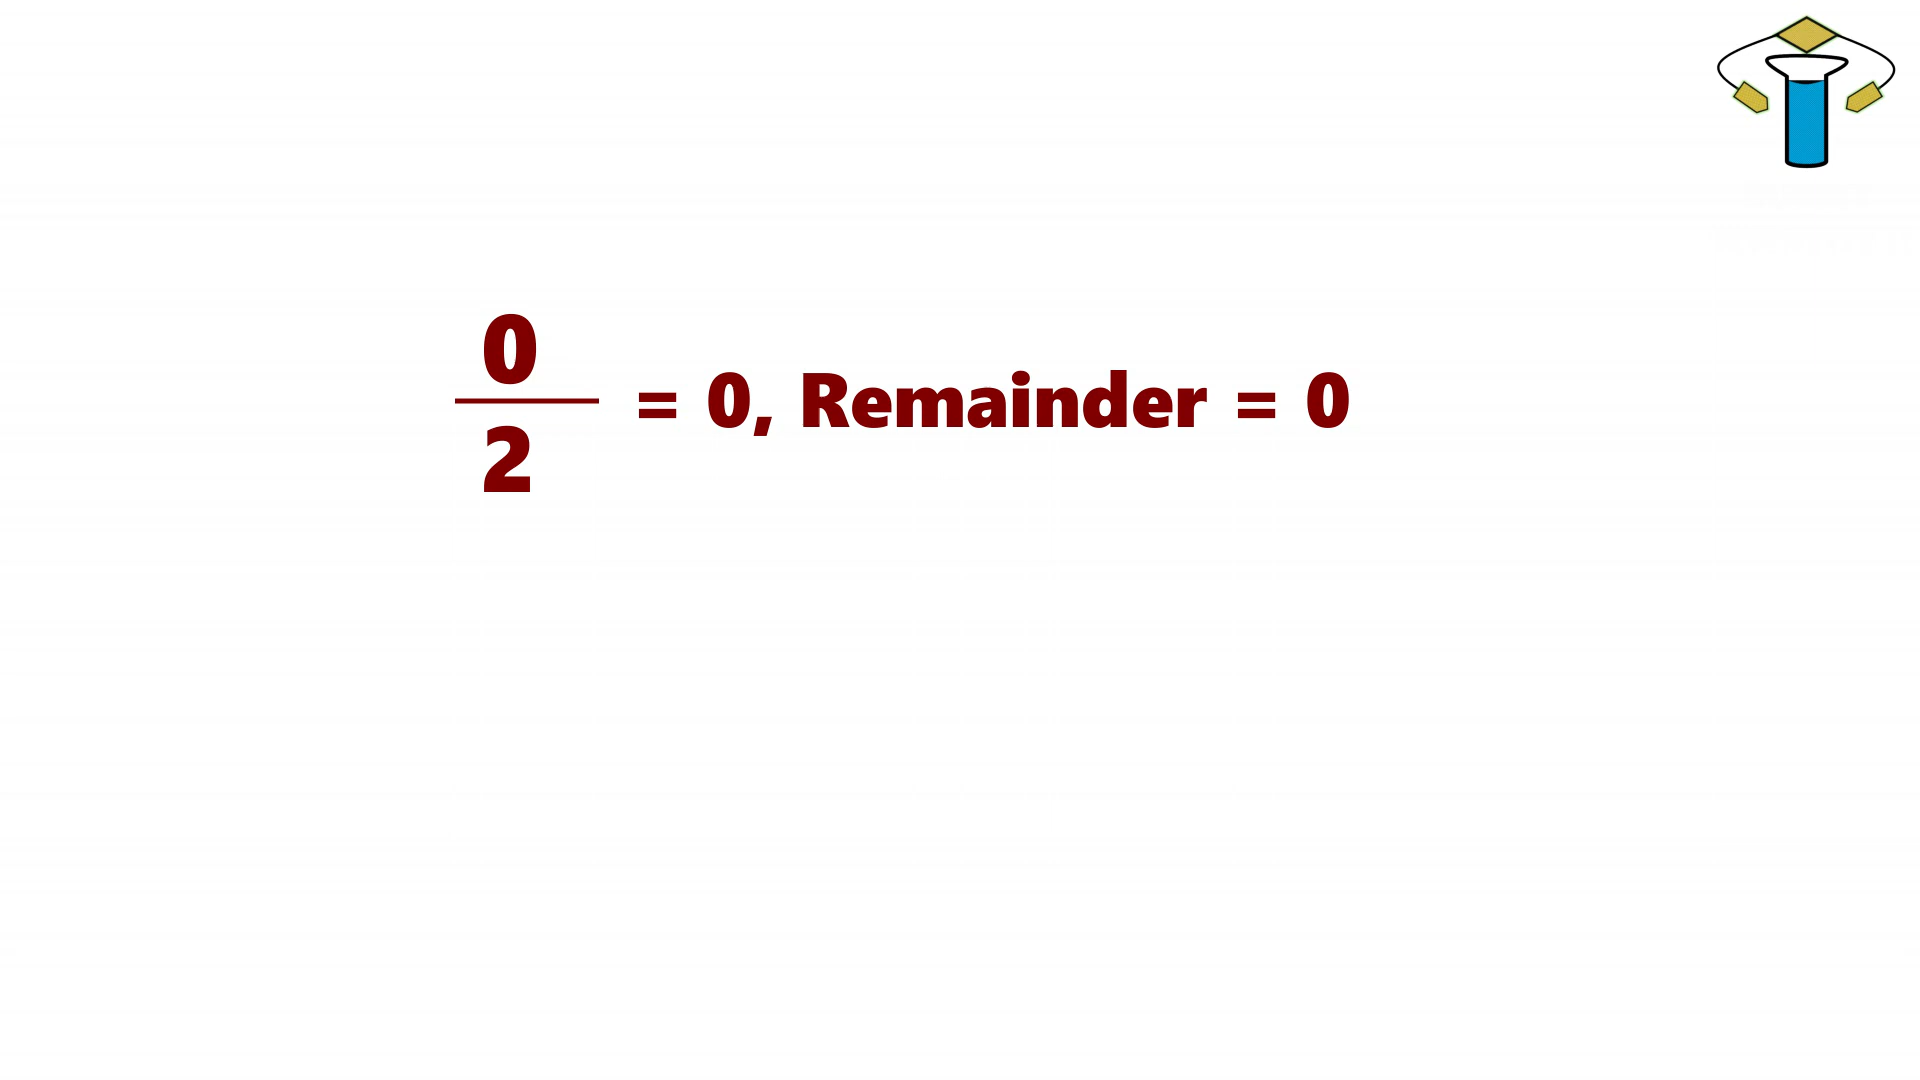 0
2
= 0, Remainder = 0